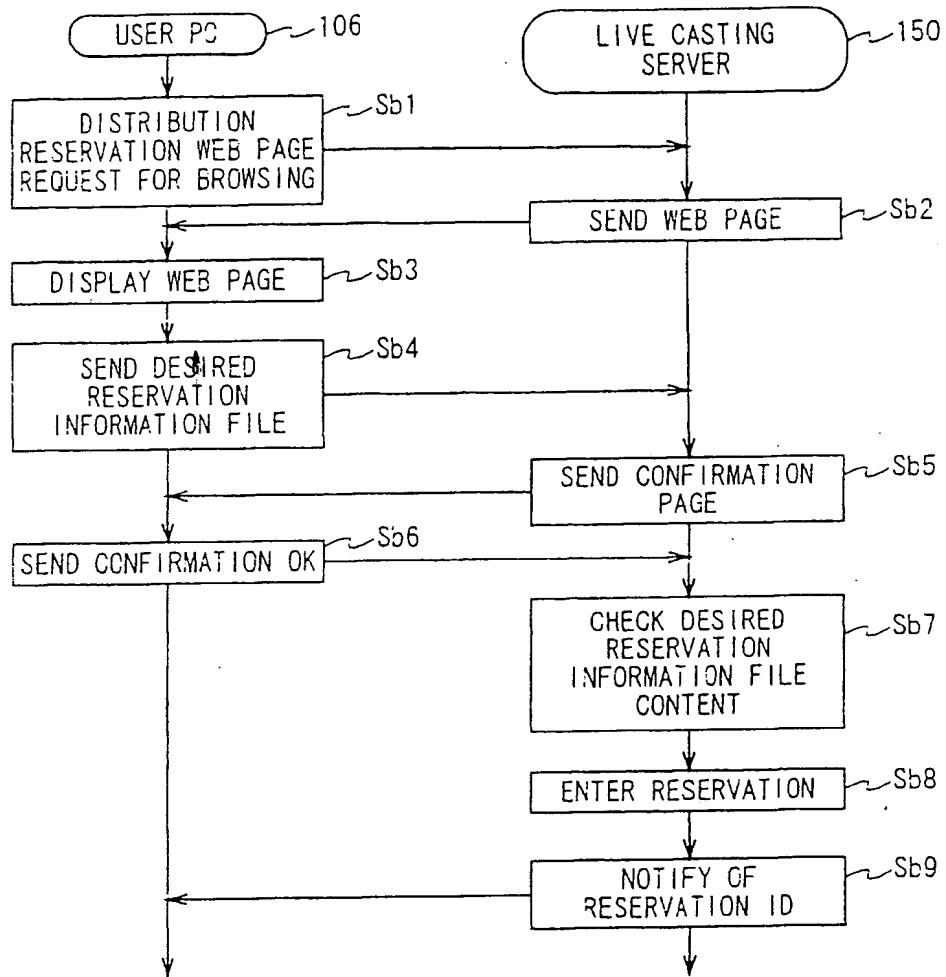 USER PC
106
LIVE CASTING
SERVER
150
Sb1
DISTRIBUTION
RESERVATION WEB PAGE
REQUEST FOR BROWSING
SEND WEB PAGE
Sb2
DISPLAY WEB PAGE
Sb3
Sb4
SEND DESIRED
RESERVATION
INFORMATION FILE
SEND CONFIRMATION
PAGE
Sb5
SEND CONFIRMATION OK
Sb6
CHECK DESIRED
RESERVATION
INFORMATION FILE
CONTENT
Sb7
ENTER RESERVATION
Sb8
NOTIFY OF
RESERVATION ID
Sb9